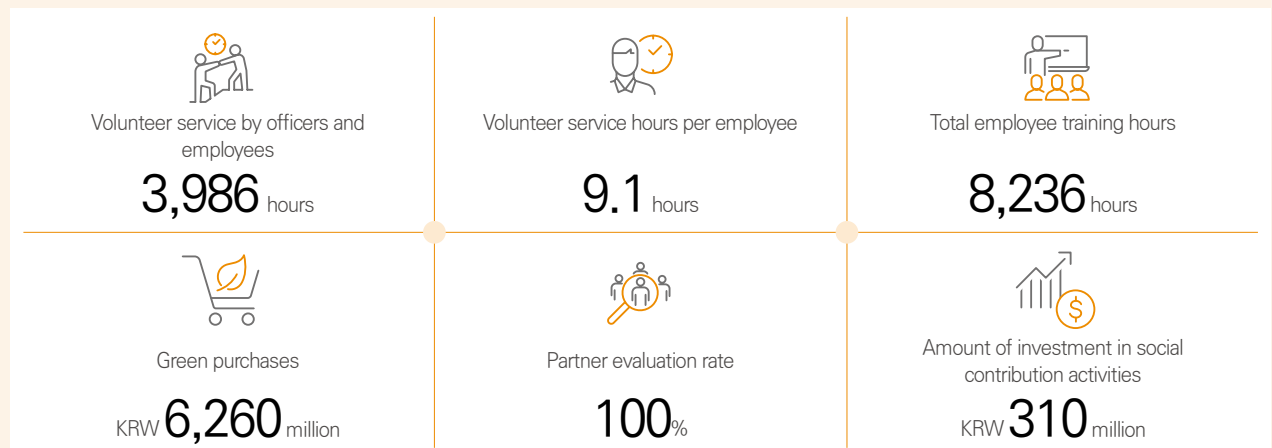 Volunteer service by officers and
employees
3,986 hours
Volunteer service hours per employee
9.1 hours
Total employee training hours
8,236 hours
Green purchases
KRW 6,260 million
Partner evaluation rate
100%
Amount of investment in social
contribution activities
KRW 310 million